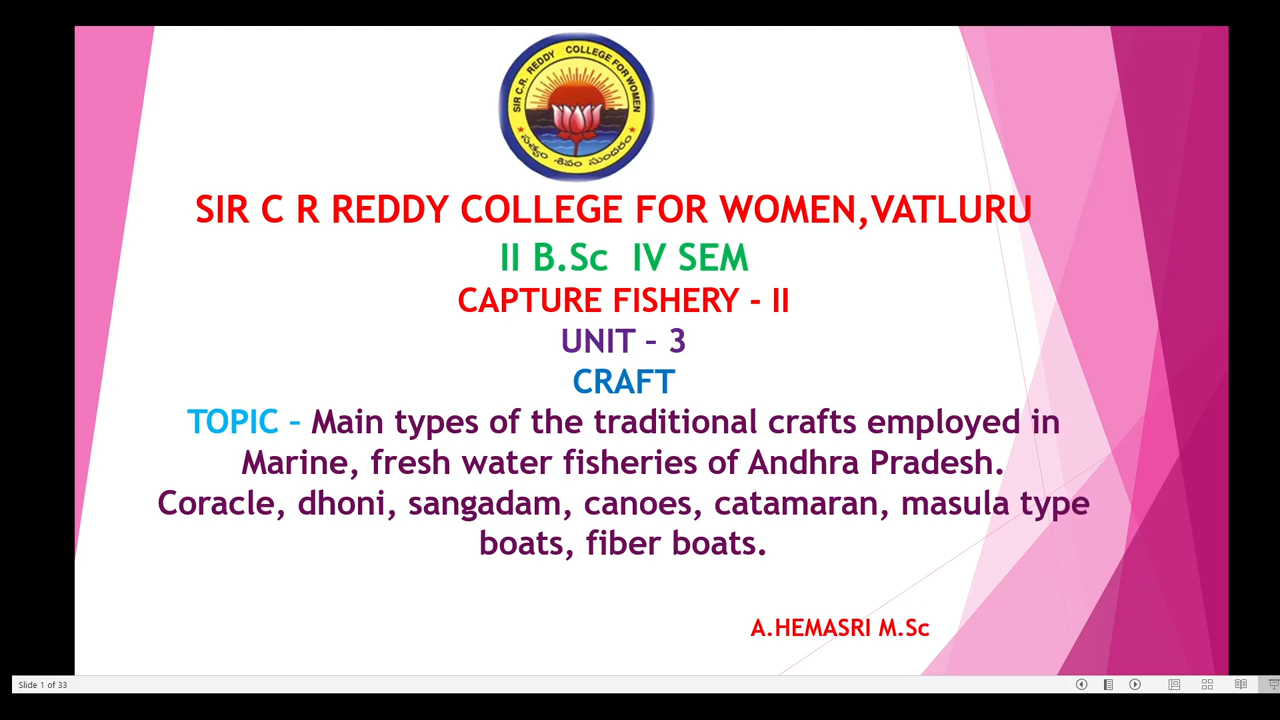 SIR C.R. REDDY COLLEGE FOR WOMEN
సత్యం శివం సుందరం
SIR C R REDDY COLLEGE FOR WOMEN,VATLURU
II B.Sc IV SEM
CAPTURE FISHERY - II
UNIT – 3
CRAFT
TOPIC – Main types of the traditional crafts employed in
Marine, fresh water fisheries of Andhra Pradesh.
Coracle, dhoni, sangadam, canoes, catamaran, masula type
boats, fiber boats.
A.HEMASRI M.Sc
Slide 1 of 33